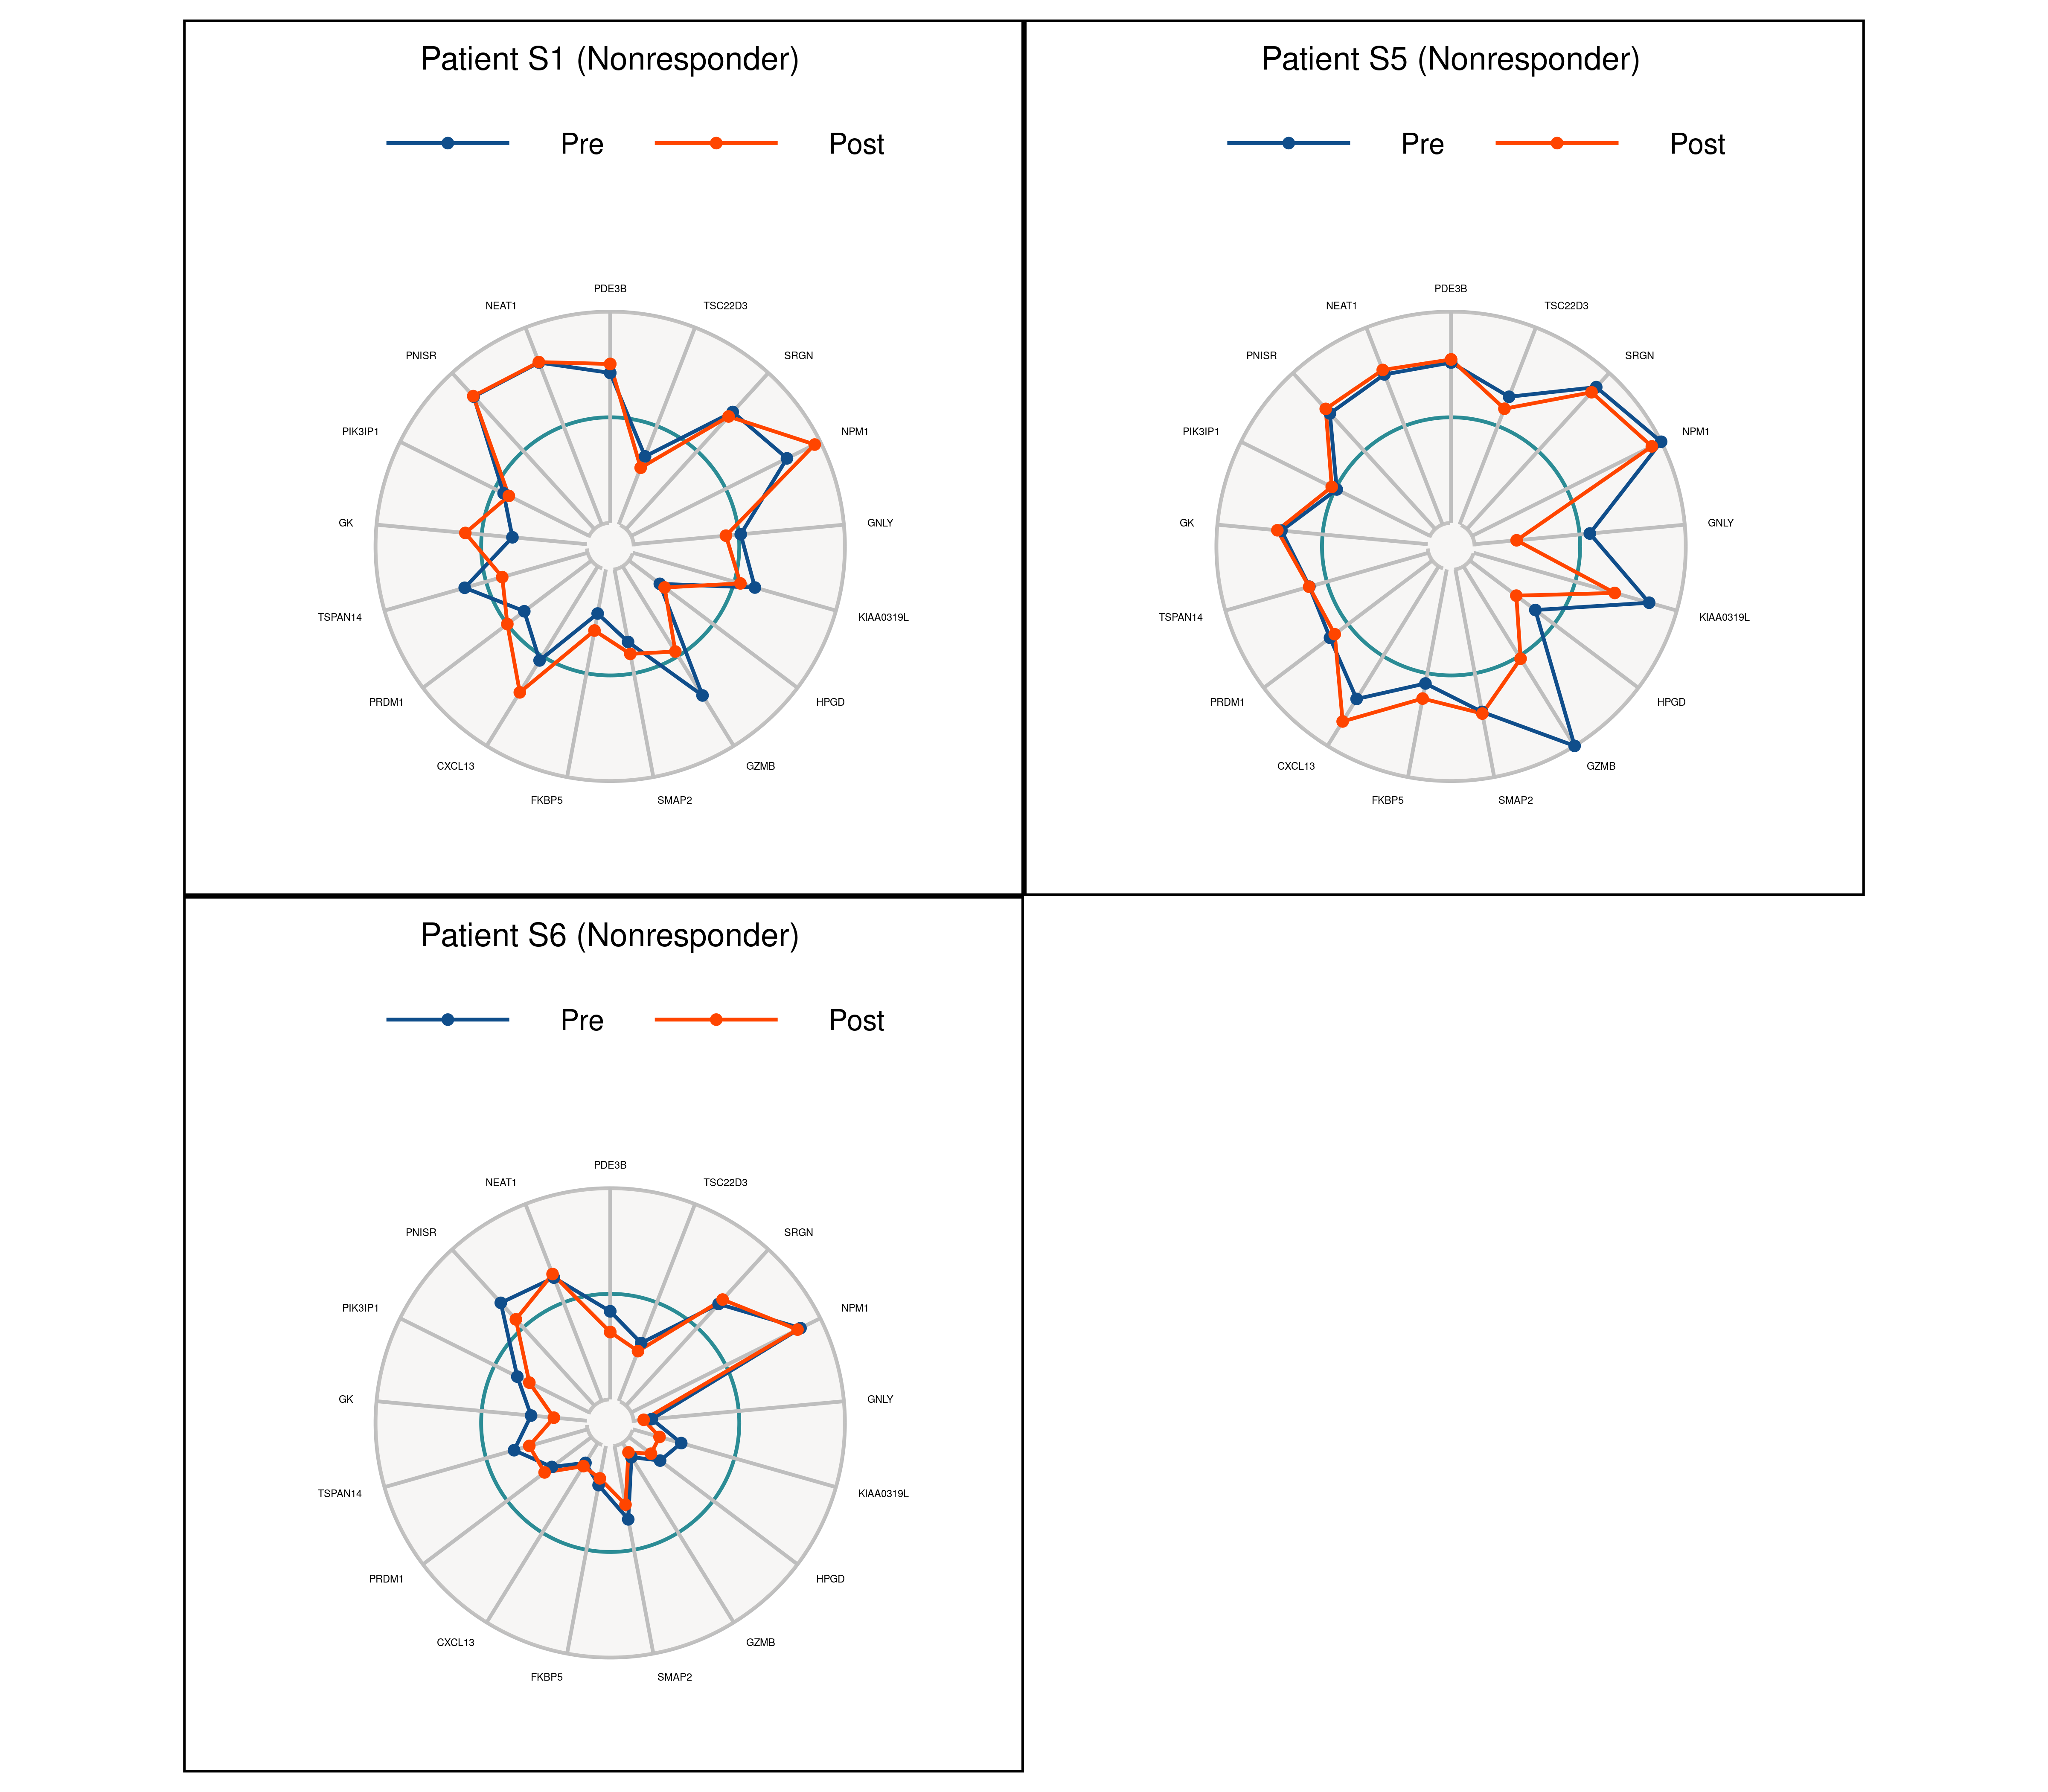 Patient S1 (Nonresponder)
Pre Post
PDE3B
NEAT1 TSC22D3
PNISR SRGN
PIK3IP1 NPM1
GK GNLY
TSPAN14 KIAA0319L
PRDM1 HPGD
CXCL13 GZMB
FKBP5 SMAP2
Patient S5 (Nonresponder)
Pre Post
PDE3B
NEAT1 TSC22D3
PNISR SRGN
PIK3IP1 NPM1
GK GNLY
TSPAN14 KIAA0319L
PRDM1 HPGD
CXCL13 GZMB
FKBP5 SMAP2
Patient S6 (Nonresponder)
Pre Post
PDE3B
NEAT1 TSC22D3
PNISR SRGN
PIK3IP1 NPM1
GK GNLY
TSPAN14 KIAA0319L
PRDM1 HPGD
CXCL13 GZMB
FKBP5 SMAP2